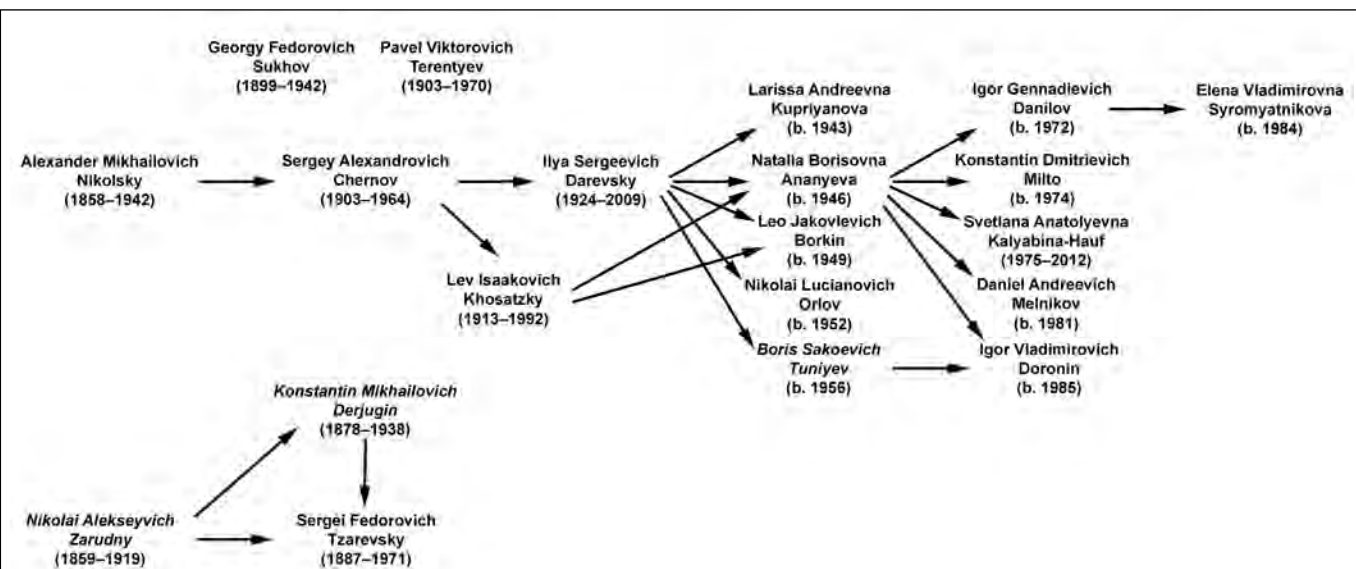 Georgy Fedorovich
Sukhov
(1899–1942)
Pavel Viktorovich
Terentyev
(1903–1970)
Larissa Andreevna
Kupriyanova
(b. 1943)
Igor Gennadievich
Danilov
(b. 1972)
Elena Vladimirovna
Syromyatnikova
(b. 1984)
Alexander Mikhailovich
Nikolsky
(1858–1942)
Sergey Alexandrovich
Chernov
(1903–1964)
Ilya Sergeevich
Darevsky
(1924–2009)
Natalia Borisovna
Ananyeva
(b. 1946)
Konstantin Dmitrievich
Milto
(b. 1974)
Leo Jakovlevich
Borkin
(b. 1949)
Svetlana Anatolyevna
Kalyabina-Hauf
(1975–2012)
Lev Isaakovich
Khosatzky
(1913–1992)
Nikolai Lucianovich
Orlov
(b. 1952)
Daniel Andreevich
Melnikov
(b. 1981)
Boris Sakoevich
Tuniyev
(b. 1956)
Igor Vladimirovich
Doronin
(b. 1985)
Konstantin Mikhailovich
Derjugin
(1878–1938)
Nikolai Alekseyvich
Zarudny
(1859–1919)
Sergei Fedorovich
Tzarevsky
(1887–1971)